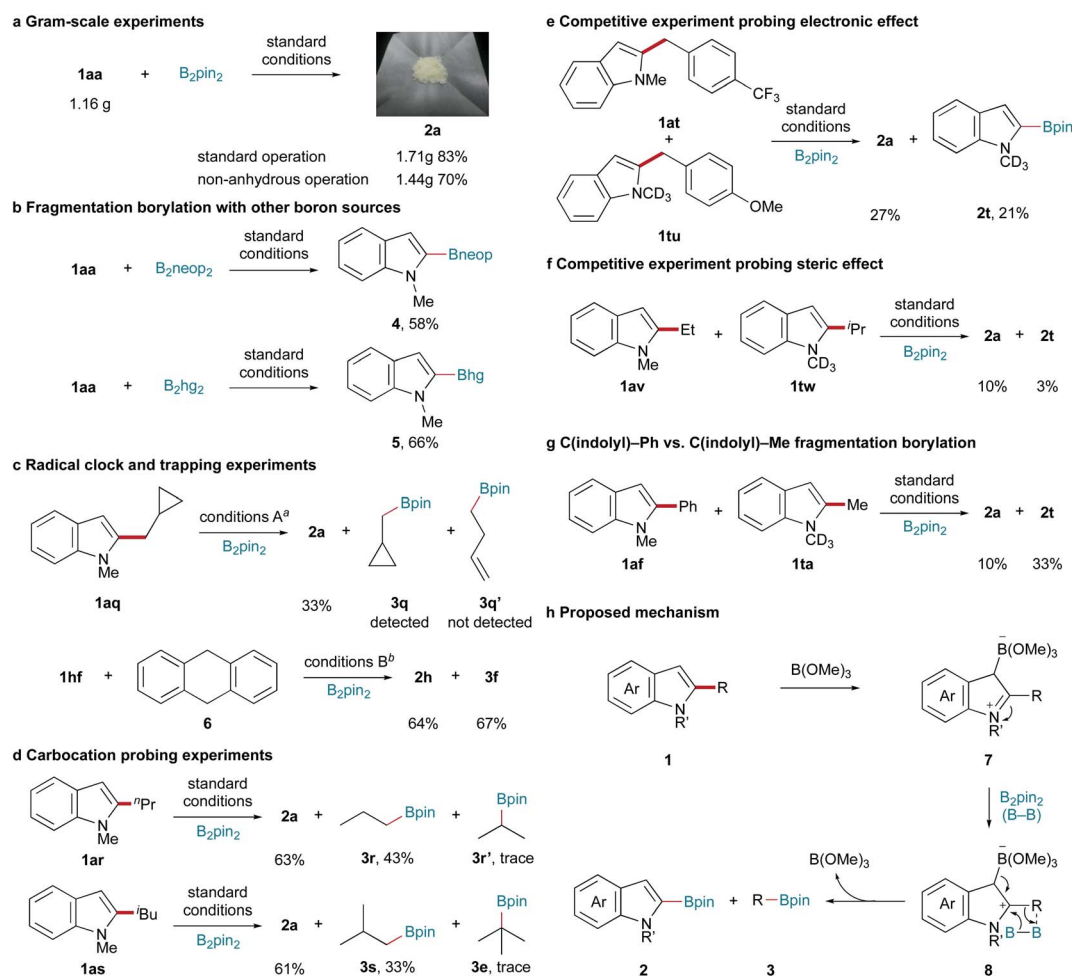 a Gram-scale experiments
1aa + B2pin2
standard
conditions
1.16 g
2a
standard operation 1.71g 83%
non-anhydrous operation 1.44g 70%
b Fragmentation borylation with other boron sources
1aa + B2neop2
standard
conditions
Bneop
N
Me
4, 58%
1aa + B2hg2
standard
conditions
Bhg
N
Me
5, 66%
c Radical clock and trapping experiments
N
Me
1aq
conditions Aa
B2pin2
2a + Bpin + Bpin
33%
3q
detected
3q'
not detected
1hf +
6
conditions Bb
B2pin2
2h + 3f
64% 67%
d Carbocation probing experiments
nPr
N
Me
1ar
standard
conditions
B2pin2
2a + Bpin + Bpin
63% 3r, 43% 3r', trace
iBu
N
Me
1as
standard
conditions
B2pin2
2a + Bpin + Bpin
61% 3s, 33% 3e, trace
e Competitive experiment probing electronic effect
N
Me
CF3
1at
+
N
CD3
OMe
1tu
standard
conditions
B2pin2
2a + Bpin
N
CD3
27% 2t, 21%
f Competitive experiment probing steric effect
Et
N
Me
1av
+
iPr
N
CD3
1tw
standard
conditions
B2pin2
2a + 2t
10% 3%
g C(indolyl)–Ph vs. C(indolyl)–Me fragmentation borylation
Ph
N
Me
1af
+
Me
N
CD3
1ta
standard
conditions
B2pin2
2a + 2t
10% 33%
h Proposed mechanism
Ar
R
N
R'
1
B(OMe)3
–
B(OMe)3
Ar
R
+
N
R'
7
B2pin2
(B–B)
–
B(OMe)3
Ar
+
R
N
R'
B–B
8
B(OMe)3
Ar
Bpin
N
R'
2
+
R–Bpin
3